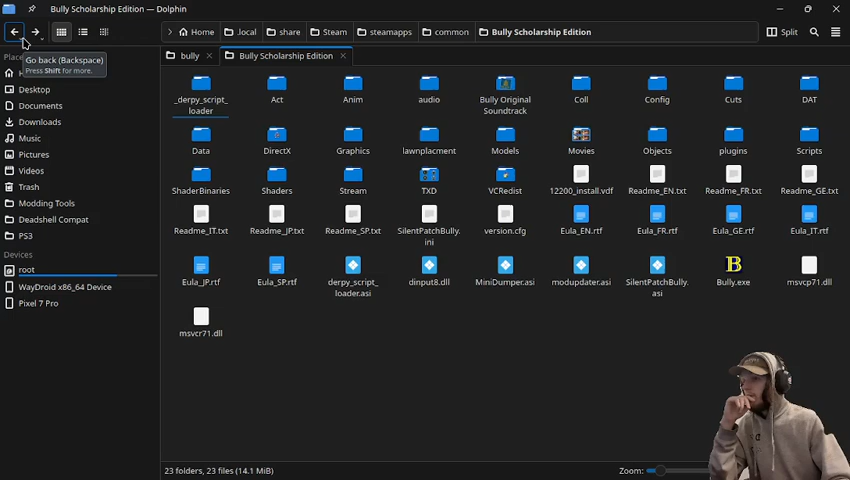 Bully Scholarship Edition — Dolphin
Home
.local
share
Steam
steamapps
common
Bully Scholarship Edition
Split
Go back (Backspace)
Press Shift for more.
bully
Bully Scholarship Edition
Desktop
Documents
Downloads
Music
Pictures
Videos
Trash
Modding Tools
Deadshell Compat
PS3
Devices
root
WayDroid x86_64 Device
Pixel 7 Pro
_derpy_script_
loader
Act
Anim
audio
Bully Original
Soundtrack
Coll
Config
Cuts
DAT
Data
DirectX
Graphics
lawnplacment
Models
Movies
Objects
plugins
Scripts
ShaderBinaries
Shaders
Stream
TXD
VCRedist
12200_install.vdf
Readme_EN.txt
Readme_FR.txt
Readme_GE.txt
Readme_IT.txt
Readme_JP.txt
Readme_SP.txt
SilentPatchBully.
ini
version.cfg
Eula_EN.rtf
Eula_FR.rtf
Eula_GE.rtf
Eula_IT.rtf
Eula_JP.rtf
Eula_SP.rtf
derpy_script_
loader.asi
dinput8.dll
MiniDumper.asi
modupdater.asi
SilentPatchBully.
asi
Bully.exe
msvcp71.dll
msvcr71.dll
23 folders, 23 files (14.1 MiB)
Zoom: